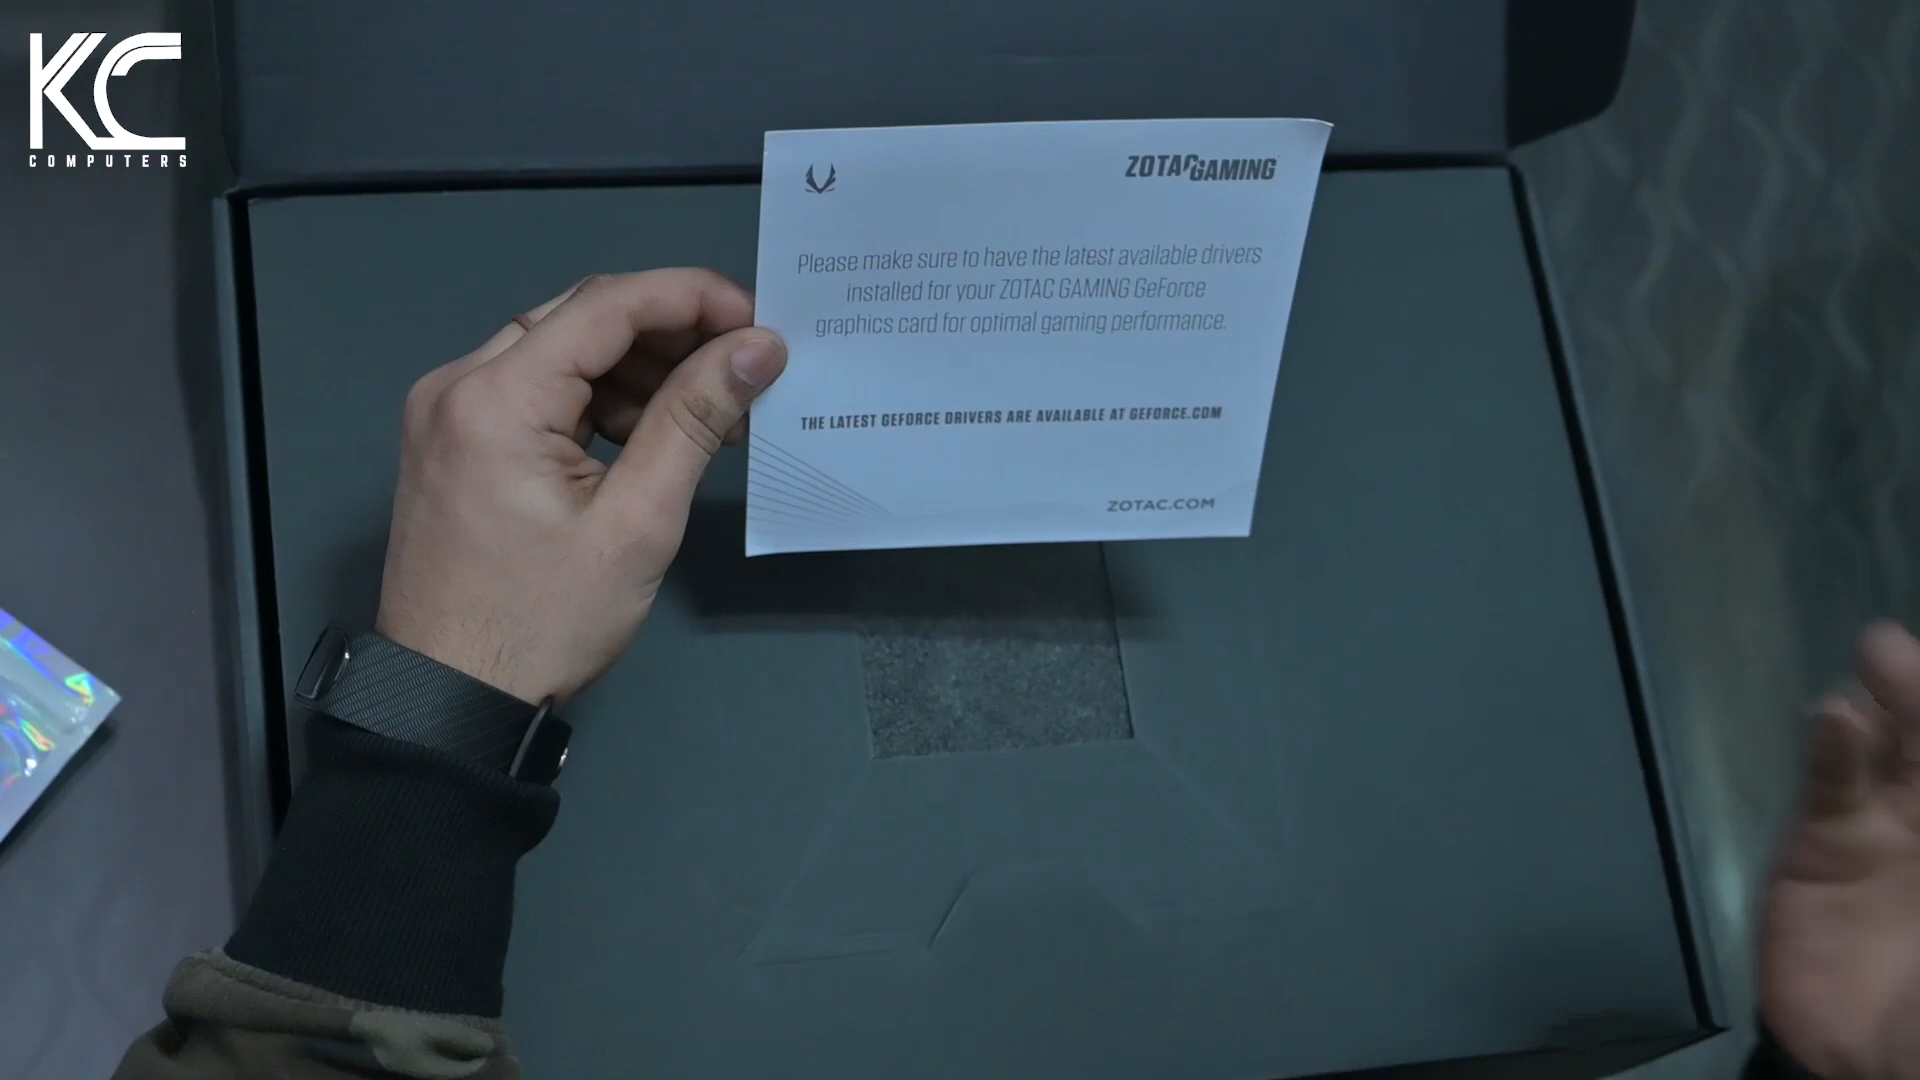 KC
COMPUTERS
ZOTAC GAMING
Please make sure to have the latest available drivers
installed for your ZOTAC GAMING GeForce
graphics card for optimal gaming performance.
THE LATEST GEFORCE DRIVERS ARE AVAILABLE AT GEFORCE.COM
ZOTAC.COM